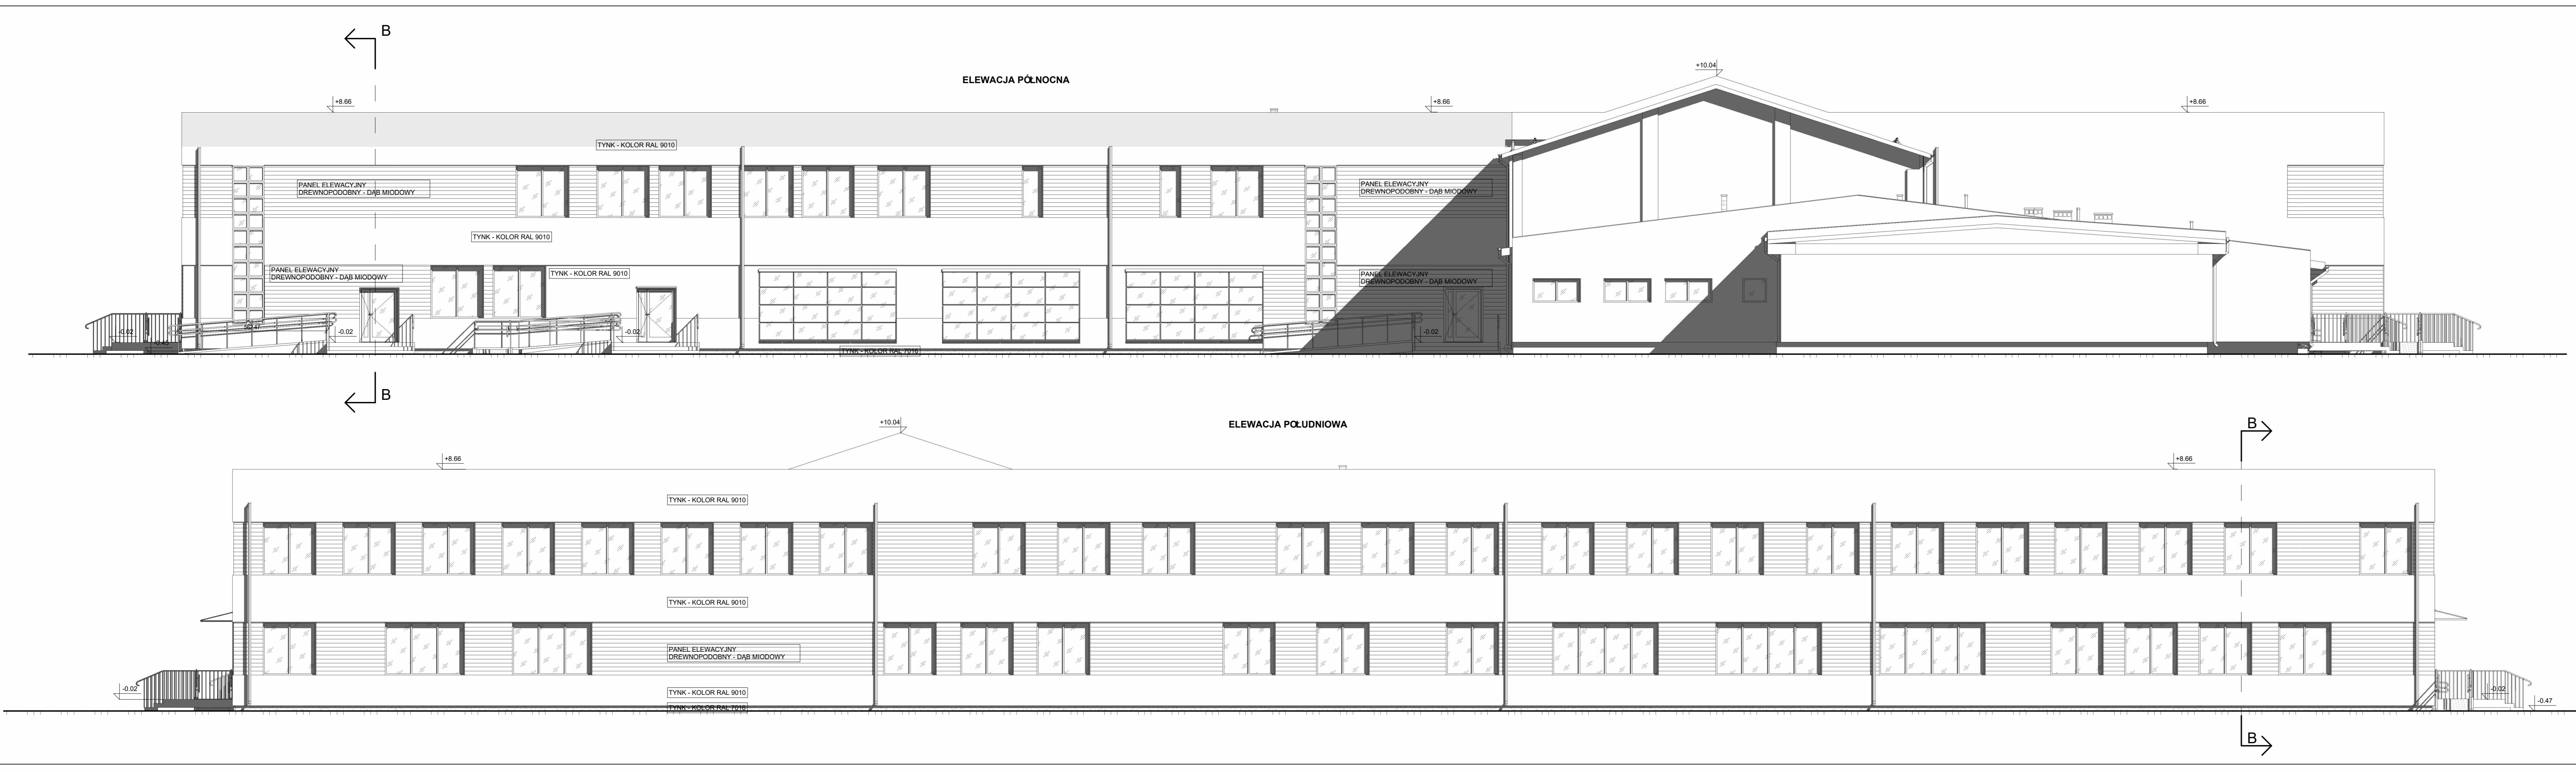 B
ELEWACJA PÓŁNOCNA
+10.04
+8.66
+8.66
+8.66
TYNK - KOLOR RAL 9010
PANEL ELEWACYJNY
DREWNOPODOBNY - DĄB MIODOWY
PANEL ELEWACYJNY
DREWNOPODOBNY - DĄB MIODOWY
TYNK - KOLOR RAL 9010
PANEL ELEWACYJNY
DREWNOPODOBNY - DĄB MIODOWY
TYNK - KOLOR RAL 9010
PANEL ELEWACYJNY
DREWNOPODOBNY - DĄB MIODOWY
-0.02
-0.02
-0.02
-0.02
TYNK - KOLOR RAL 7016
B
+10.04
ELEWACJA POŁUDNIOWA
B
+8.66
+8.66
TYNK - KOLOR RAL 9010
TYNK - KOLOR RAL 9010
PANEL ELEWACYJNY
DREWNOPODOBNY - DĄB MIODOWY
-0.02
TYNK - KOLOR RAL 9010
-0.02
-0.47
TYNK - KOLOR RAL 7016
B